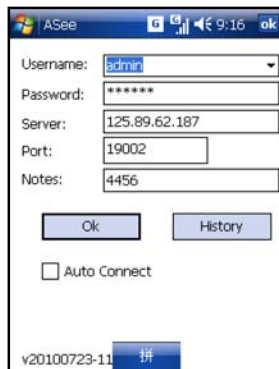 ASee G G 9:16 ok
Username: admin
Password: ******
Server: 125.89.62.187
Port: 19002
Notes: 4456
Ok History
Auto Connect
v20100723-11 拼